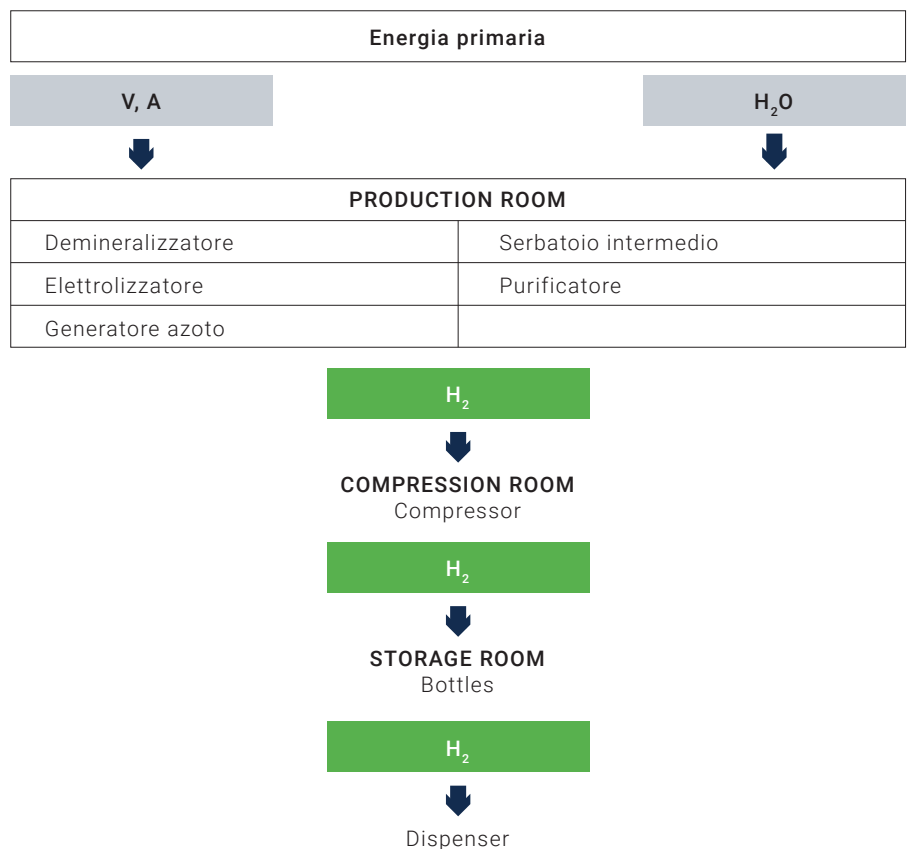 Energia primaria
V, A
H₂O
PRODUCTION ROOM
Demineralizzatore
Serbatoio intermedio
Elettrolizzatore
Purificatore
Generatore azoto
H₂
COMPRESSION ROOM
Compressor
H₂
STORAGE ROOM
Bottles
H₂
Dispenser